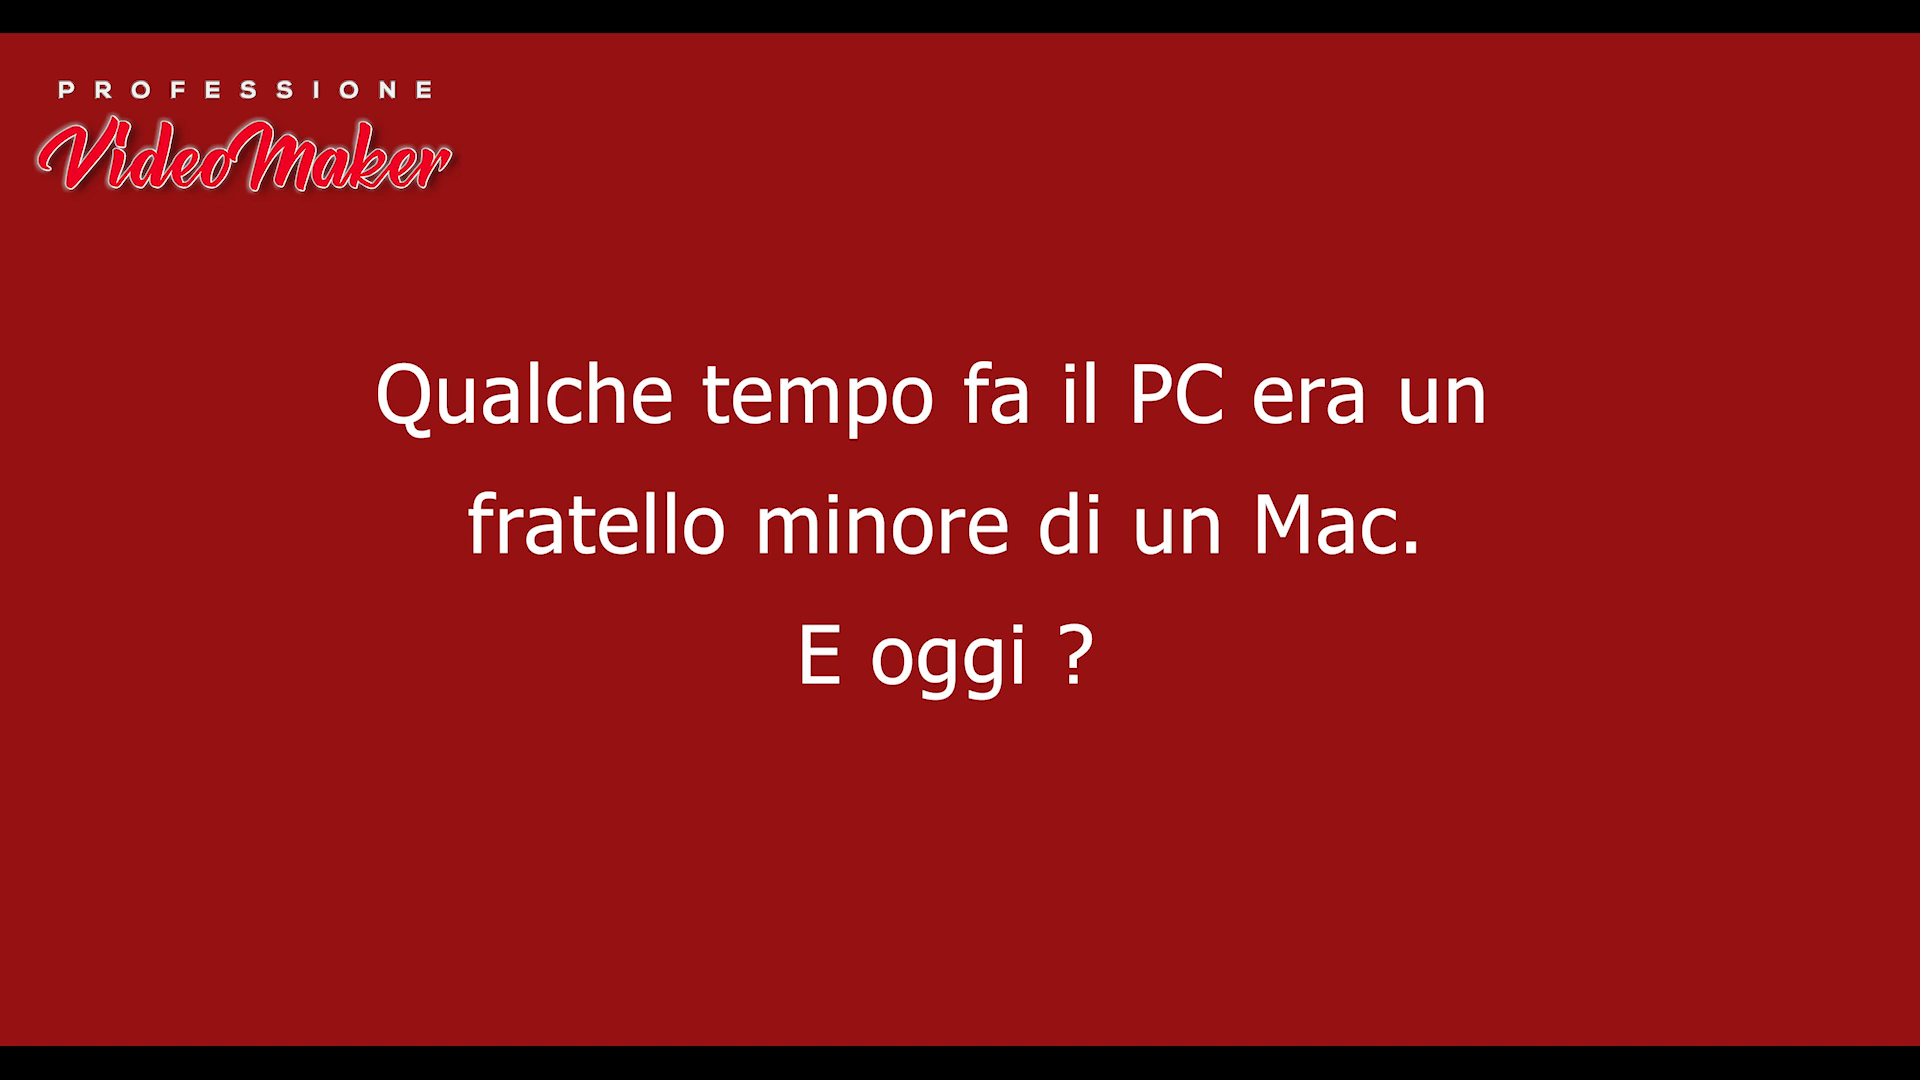 PROFESSIONE
VideoMaker
Qualche tempo fa il PC era un
fratello minore di un Mac.
E oggi ?